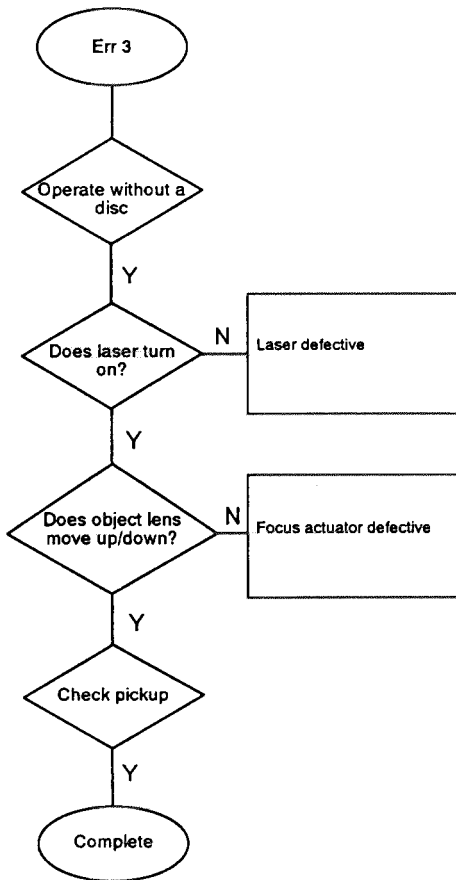 Err 3
Operate without a
disc
Y
Does laser turn
on?
N
Laser defective
Y
Does object lens
move up/down?
N
Focus actuator defective
Y
Check pickup
Y
Complete